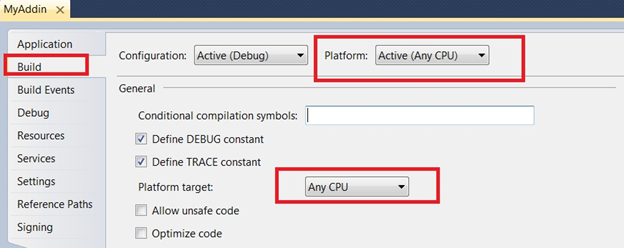 MyAddin
Application
Build
Build Events
Debug
Resources
Services
Settings
Reference Paths
Signing
Configuration: Active (Debug) Platform: Active (Any CPU)
General
Conditional compilation symbols:
Define DEBUG constant
Define TRACE constant
Platform target: Any CPU
Allow unsafe code
Optimize code